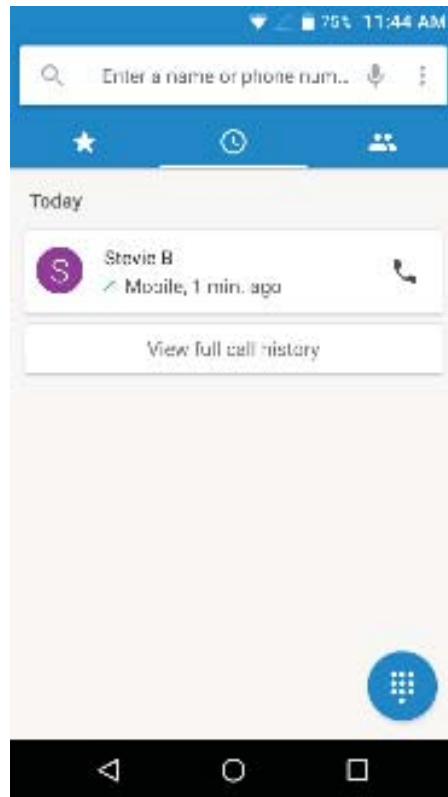 75% 11:44 AM
Enter a name or phone num...
Today
S
Stevie B
Mobile, 1 min. ago
View full call history